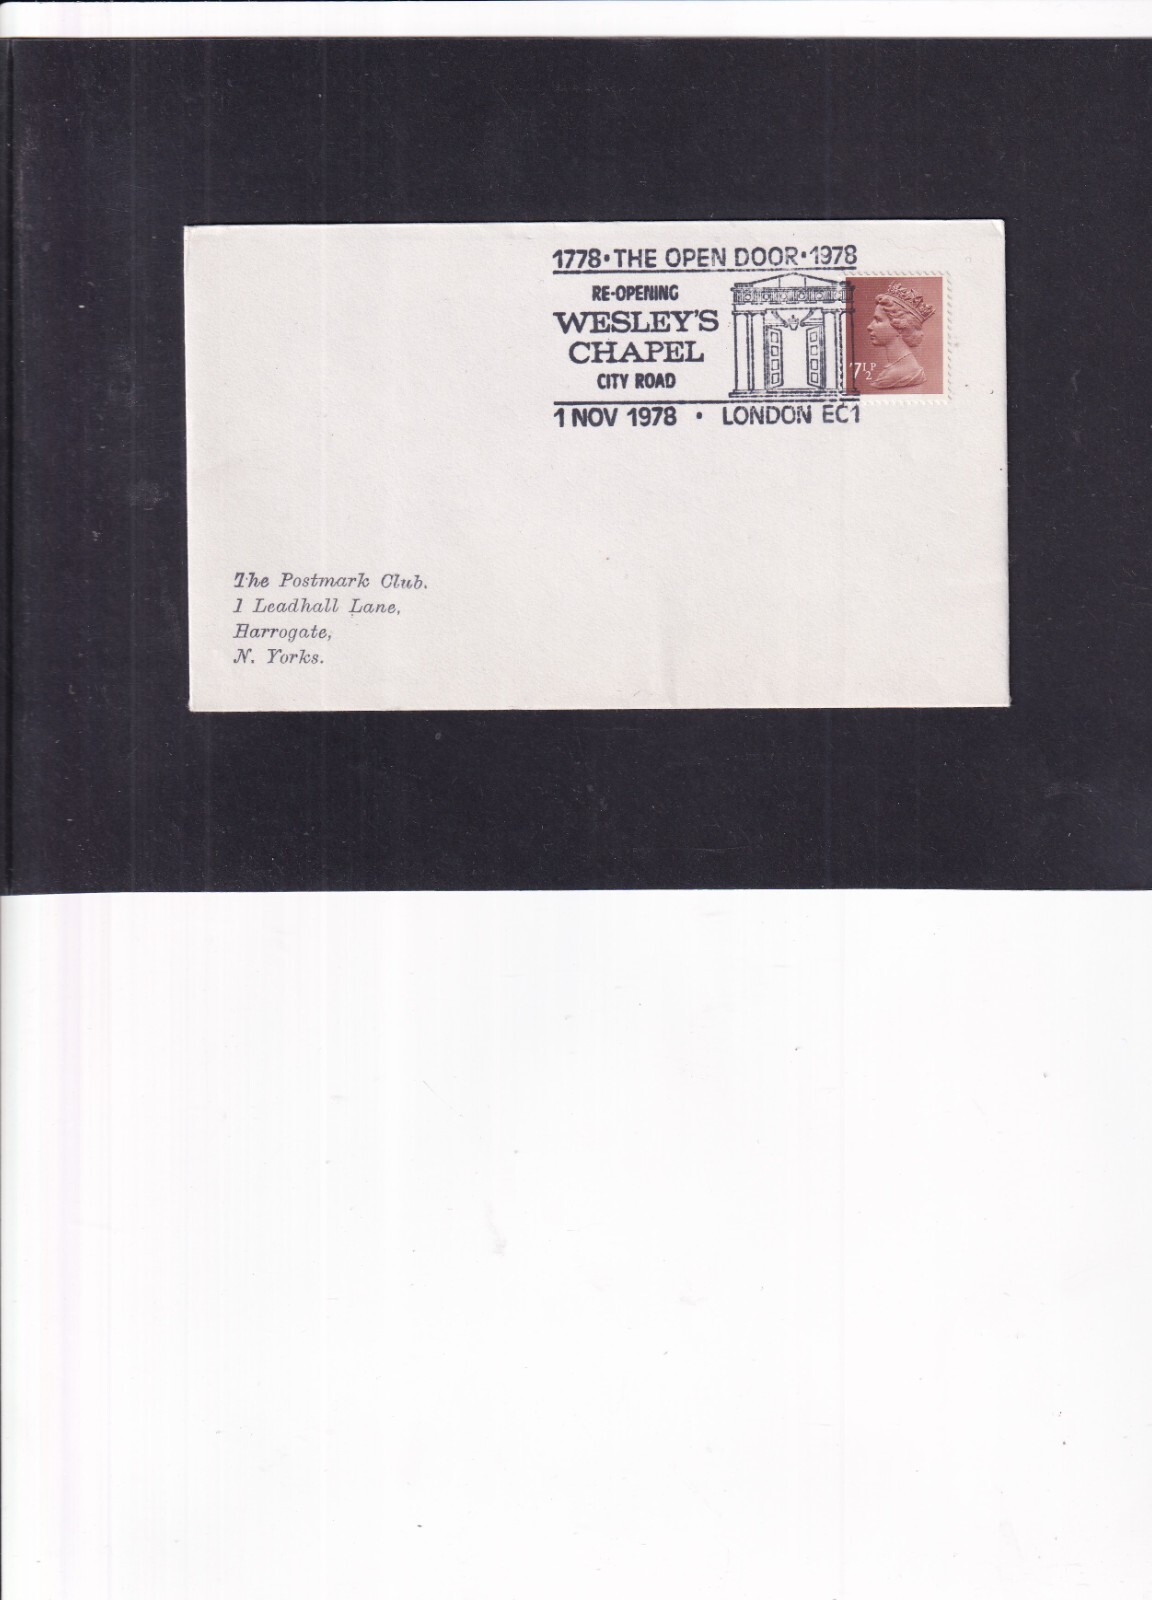 1778 • THE OPEN DOOR • 1978
RE-OPENING
WESLEY'S
CHAPEL
CITY ROAD
1 NOV 1978 • LONDON EC1
7½P
The Postmark Club.
1 Leadhall Lane,
Harrogate,
N. Yorks.